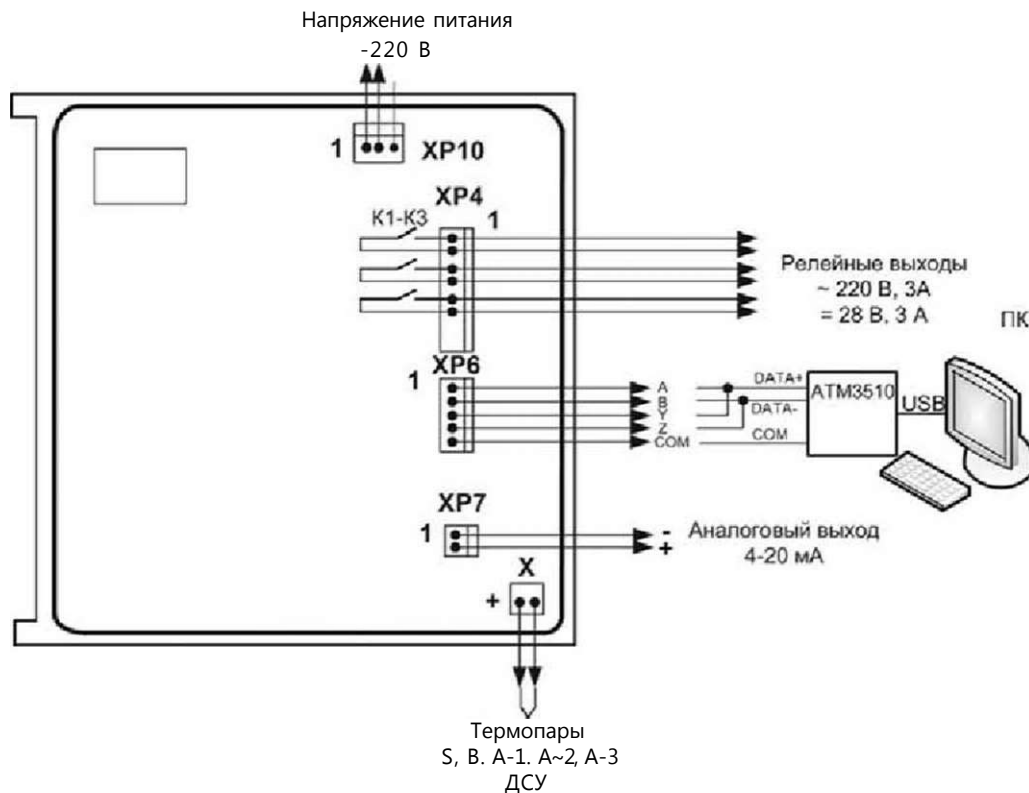 Напряжение питания
-220 В
1
XP10
XP4
К1-К3
1
Релейные выходы
~ 220 В, 3А
= 28 В, 3 А
ПК
XP6
1
A
B
Y
Z
COM
DATA+
DATA-
COM
ATM3510
USB
XP7
1
-
+
Аналоговый выход
4-20 мА
X
+
Термопары
S, B. A-1. A~2, A-3
ДСУ